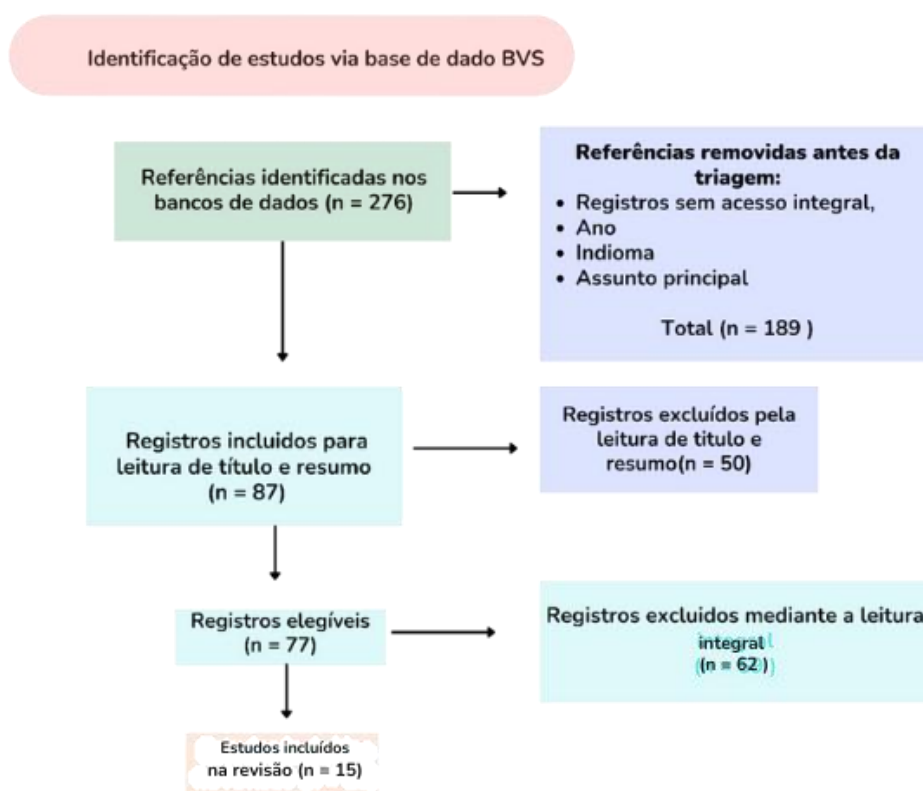 Identificação de estudos via base de dado BVS
Referências identificadas nos
bancos de dados (n = 276)
Referências removidas antes da
triagem:
• Registros sem acesso integral,
• Ano
• Indioma
• Assunto principal
Total (n = 189 )
Registros incluidos para
leitura de título e resumo
(n = 87)
Registros excluídos pela
leitura de titulo e
resumo(n = 50)
Registros elegíveis
(n = 77)
Registros excluidos mediante a leitura
integral
(n = 62 )
Estudos incluídos
na revisão (n = 15)